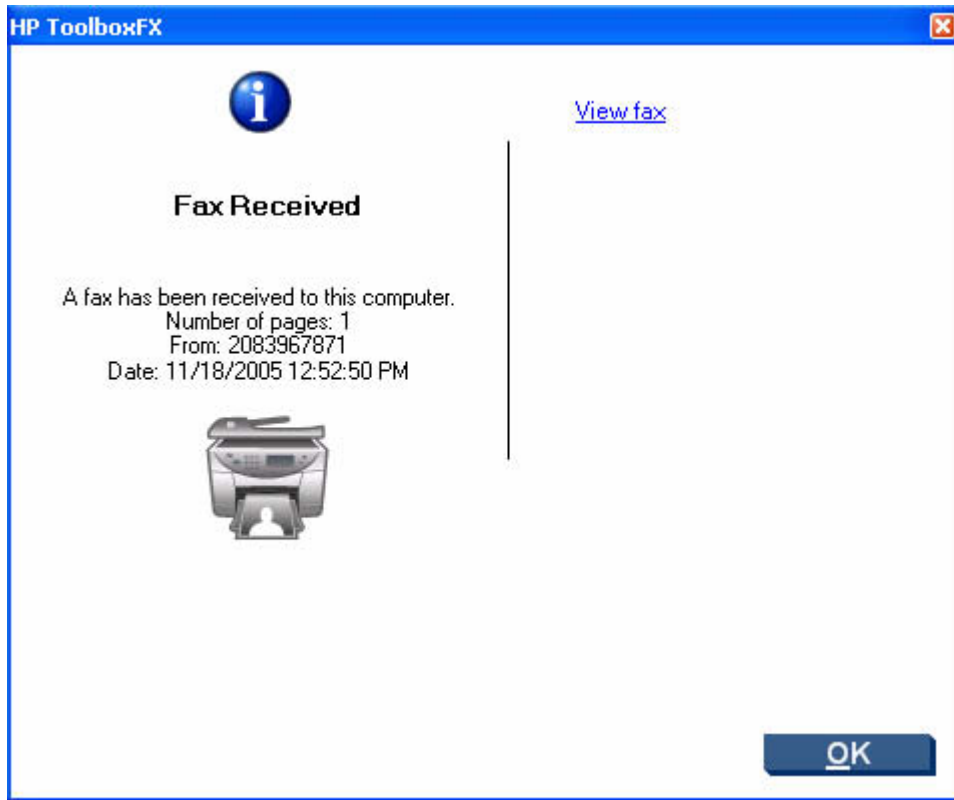 HP ToolboxFX
View fax
Fax Received
A fax has been received to this computer.
Number of pages: 1
From: 2083967871
Date: 11/18/2005 12:52:50 PM
OK